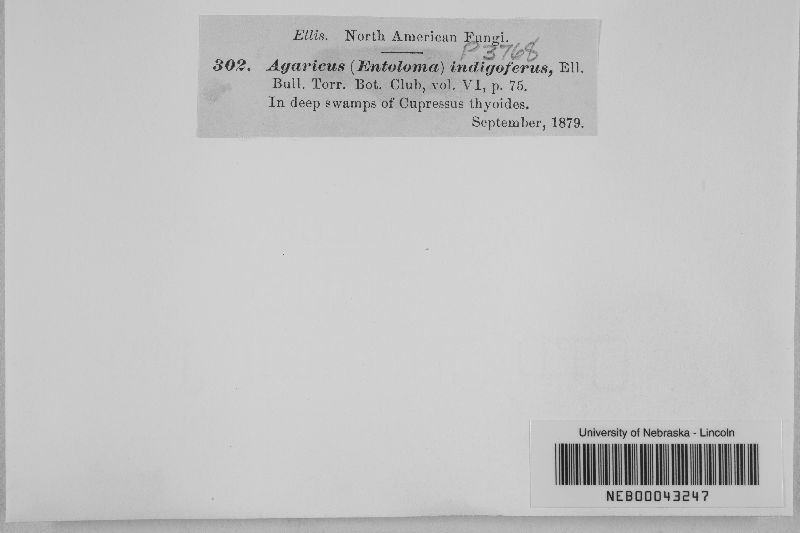 Ellis. North American Fungi.
P 3768
302. Agaricus (Entoloma) indigoferus, Ell.
Bull. Torr. Bot. Club, vol. VI, p. 75.
In deep swamps of Cupressus thyoides.
September, 1879.
University of Nebraska - Lincoln
NEB00043247